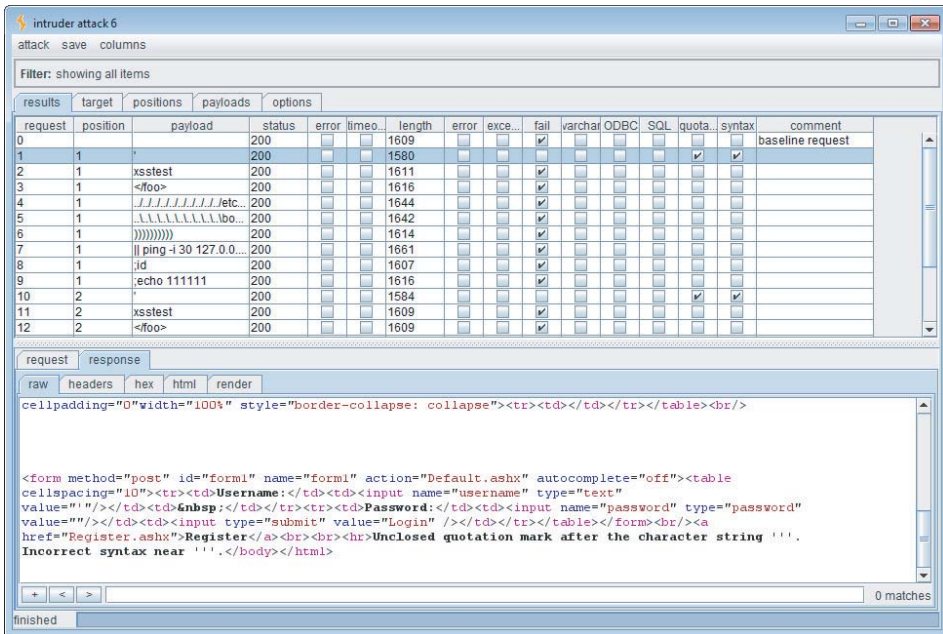 intruder attack 6
attack save columns
Filter: showing all items
results target positions payloads options
request position payload status error timeo... length error exce... fail varchar ODBC SQL quota... syntax comment
0 200 1609 baseline request
1 1 ' 200 1580
2 1 xsstest 200 1611
3 1 </foo> 200 1616
4 1 ../../../../../../../../../../etc... 200 1644
5 1 ..\..\..\..\..\..\..\..\..\..\bo... 200 1642
6 1 )))))))))) 200 1614
7 1 || ping -i 30 127.0.0.... 200 1661
8 1 ;id 200 1607
9 1 ;echo 111111 200 1616
10 2 ' 200 1584
11 2 xsstest 200 1609
12 2 </foo> 200 1609
request response
raw headers hex html render
cellpadding="0"width="100%" style="border-collapse: collapse"><tr><td></td></tr></table><br/>
<form method="post" id="form1" name="form1" action="Default.ashx" autocomplete="off"><table
cellspacing="10"><tr><td>Username:</td><td><input name="username" type="text"
value="'"/></td><td>&nbsp;</td></tr><tr><td>Password:</td><td><input name="password" type="password"
value=""/></td><td><input type="submit" value="Login" /></td></tr></table></form><br/><a
href="Register.ashx">Register</a><br><br><hr>Unclosed quotation mark after the character string '''.
Incorrect syntax near '''.</body></html>
+ < > 0 matches
finished